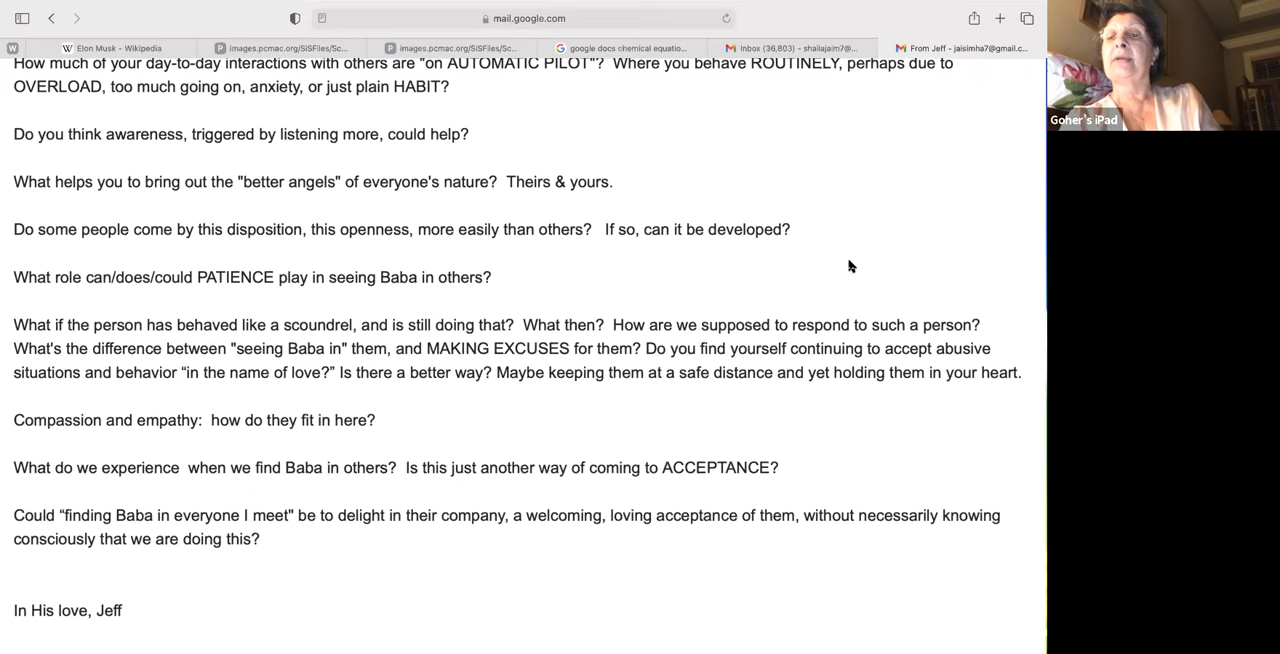 mail.google.com
W
W Elon Musk - Wikipedia
P images.pcmac.org/SiSFiles/Sc...
P images.pcmac.org/SiSFiles/Sc...
G google docs chemical equatio...
M Inbox (36,803) - shailajaim7@...
M From Jeff - jaisimha7@gmail.c...
How much of your day-to-day interactions with others are "on AUTOMATIC PILOT"? Where you behave ROUTINELY, perhaps due to
OVERLOAD, too much going on, anxiety, or just plain HABIT?
Do you think awareness, triggered by listening more, could help?
What helps you to bring out the "better angels" of everyone's nature? Theirs & yours.
Do some people come by this disposition, this openness, more easily than others? If so, can it be developed?
What role can/does/could PATIENCE play in seeing Baba in others?
What if the person has behaved like a scoundrel, and is still doing that? What then? How are we supposed to respond to such a person?
What's the difference between "seeing Baba in" them, and MAKING EXCUSES for them? Do you find yourself continuing to accept abusive
situations and behavior “in the name of love?” Is there a better way? Maybe keeping them at a safe distance and yet holding them in your heart.
Compassion and empathy: how do they fit in here?
What do we experience when we find Baba in others? Is this just another way of coming to ACCEPTANCE?
Could “finding Baba in everyone I meet" be to delight in their company, a welcoming, loving acceptance of them, without necessarily knowing
consciously that we are doing this?
In His love, Jeff
Goher's iPad